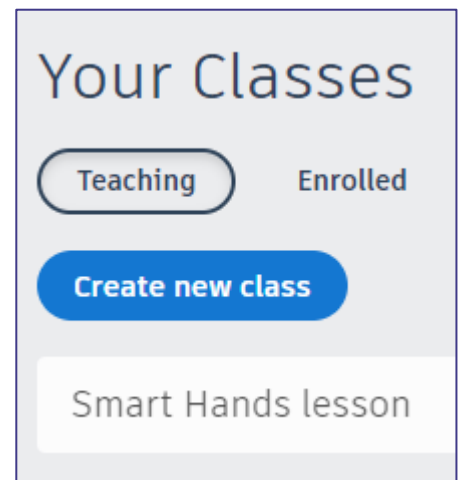 Your Classes
Teaching Enrolled
Create new class
Smart Hands lesson